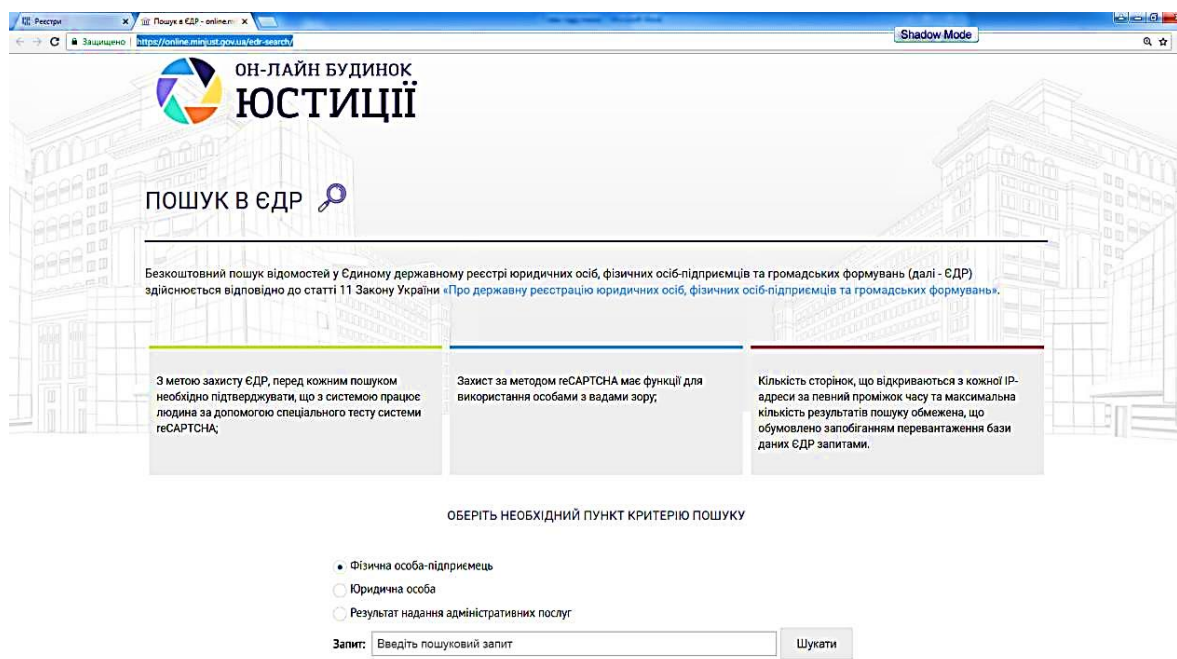 Реестри
Пошук в ЄДР - online.m
Shadow Mode
Защищено
https://online.minjust.gov.ua/edr-search/
ОН-ЛАЙН БУДИНОК
ЮСТИЦІЇ
ПОШУК В ЄДР
Безкоштовний пошук відомостей у Єдиному державному реєстрі юридичних осіб, фізичних осіб-підприємців та громадських формувань (далі - ЄДР)
здійснюється відповідно до статті 11 Закону України «Про державну реєстрацію юридичних осіб, фізичних осіб-підприємців та громадських формувань».
З метою захисту ЄДР, перед кожним пошуком
необхідно підтверджувати, що з системою працює
людина за допомогою спеціального тесту системи
reCAPTCHA;
Захист за методом reCAPTCHA має функції для
використання особами з вадами зору;
Кількість сторінок, що відкриваються з кожної IP-
адреси за певний проміжок часу та максимальна
кількість результатів пошуку обмежена, що
обумовлено запобіганням перевантаження бази
даних ЄДР запитами.
ОБЕРІТЬ НЕОБХІДНИЙ ПУНКТ КРИТЕРІЮ ПОШУКУ
Фізична особа-підприємець
Юридична особа
Результат надання адміністративних послуг
Запит: Введіть пошуковий запит Шукати